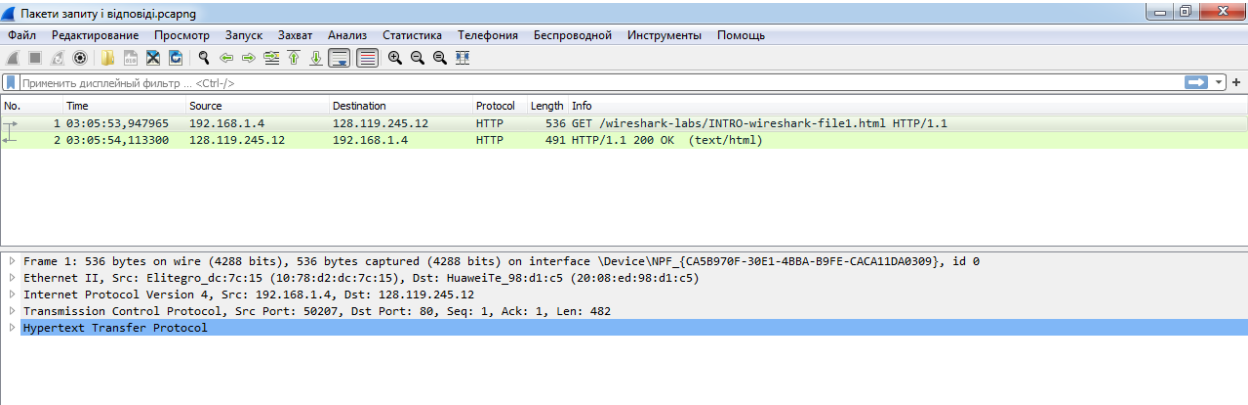 Пакети запиту і відповіді.pcapng
Файл Редактирование Просмотр Запуск Захват Анализ Статистика Телефония Беспроводной Инструменты Помощь
Применить дисплейный фильтр ... <Ctrl-/>
No. Time Source Destination Protocol Length Info
1 03:05:53,947965 192.168.1.4 128.119.245.12 HTTP 536 GET /wireshark-labs/INTRO-wireshark-file1.html HTTP/1.1
2 03:05:54,113300 128.119.245.12 192.168.1.4 HTTP 491 HTTP/1.1 200 OK (text/html)
Frame 1: 536 bytes on wire (4288 bits), 536 bytes captured (4288 bits) on interface \Device\NPF_{CA5B970F-30E1-4BBA-B9FE-CACA11DA0309}, id 0
Ethernet II, Src: Elitegro_dc:7c:15 (10:78:d2:dc:7c:15), Dst: HuaweiTe_98:d1:c5 (20:08:ed:98:d1:c5)
Internet Protocol Version 4, Src: 192.168.1.4, Dst: 128.119.245.12
Transmission Control Protocol, Src Port: 50207, Dst Port: 80, Seq: 1, Ack: 1, Len: 482
Hypertext Transfer Protocol